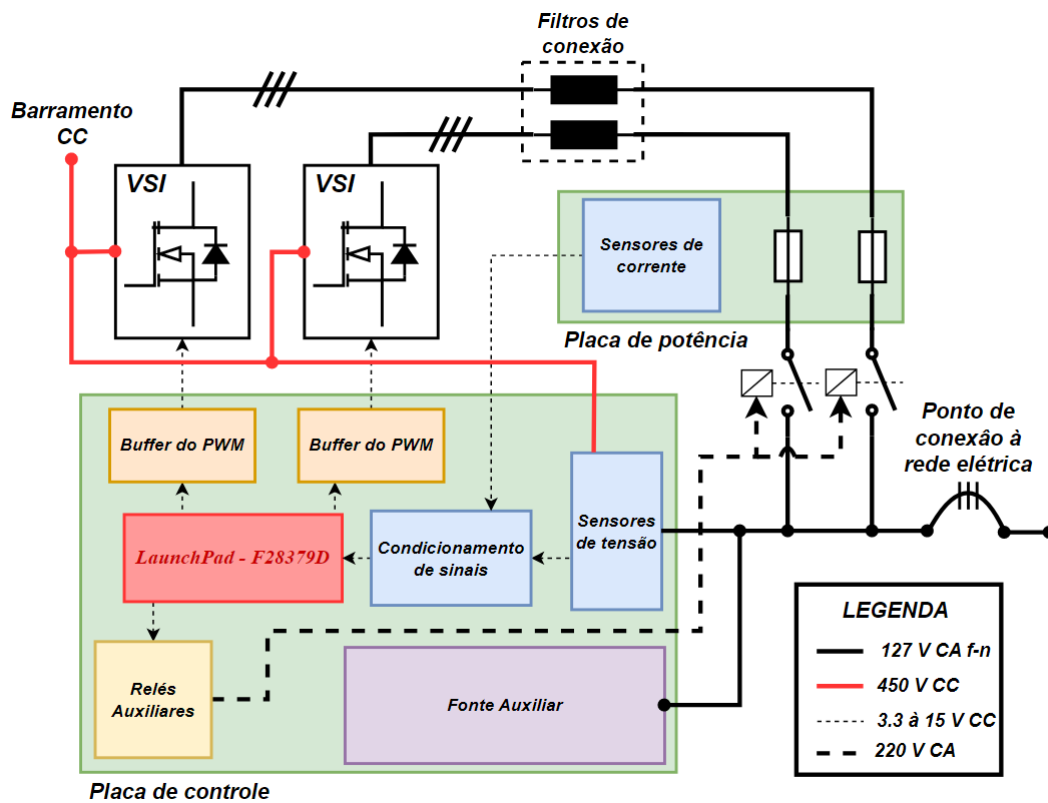 Filtros de
conexão
Barramento
CC
VSI
VSI
Sensores de
corrente
Placa de potência
Buffer do PWM
Buffer do PWM
Ponto de
conexâo à
rede elétrica
LaunchPad - F28379D
Condicionamento
de sinais
Sensores
de tensão
Relés
Auxiliares
Fonte Auxiliar
Placa de controle
LEGENDA
127 V CA f-n
450 V CC
3.3 à 15 V CC
220 V CA